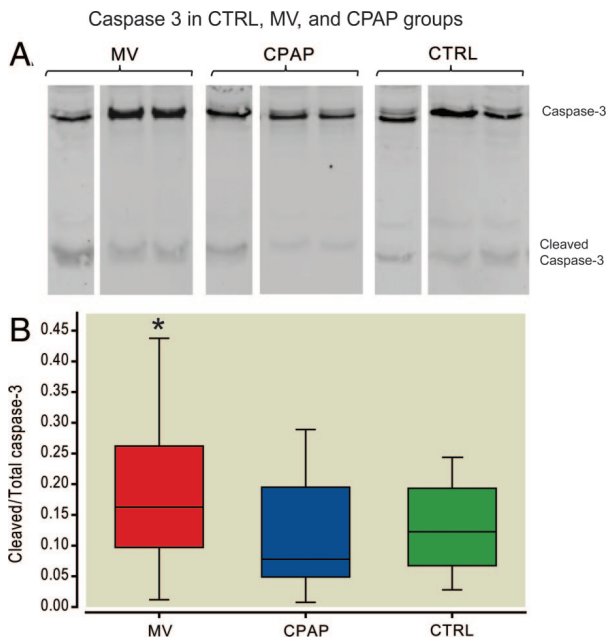 Caspase 3 in CTRL, MV, and CPAP groups
A.
MV
CPAP
CTRL
Caspase-3
Cleaved
Caspase-3
B
*
Cleaved/Total caspase-3
0.45
0.40
0.35
0.30
0.25
0.20
0.15
0.10
0.05
0.00
MV
CPAP
CTRL